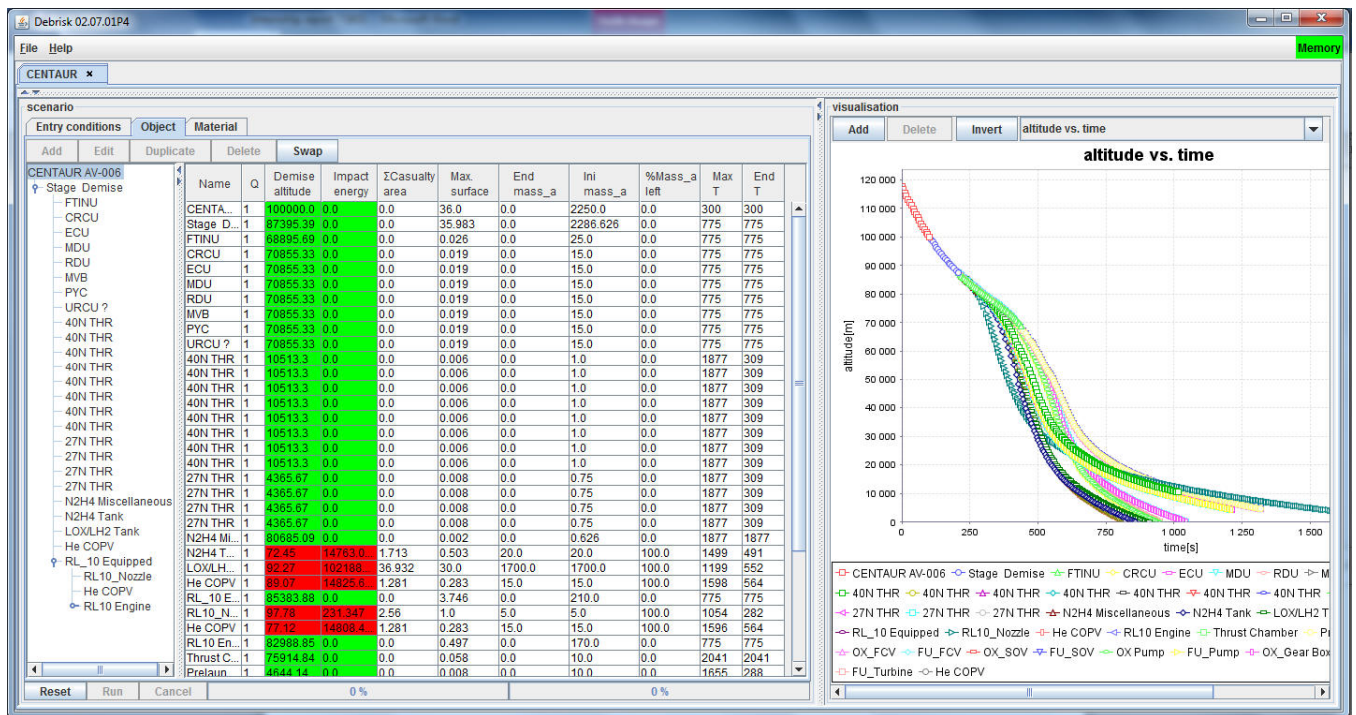 Debrisk 02.07.01P4
File Help
Memory
CENTAUR ×
scenario
Entry conditions Object Material
Add Edit Duplicate Delete Swap
CENTAUR AV-006
Stage Demise
FTINU
CRCU
ECU
MDU
RDU
MVB
PYC
URCU ?
40N THR
40N THR
40N THR
40N THR
40N THR
40N THR
40N THR
40N THR
27N THR
27N THR
27N THR
27N THR
N2H4 Miscellaneous
N2H4 Tank
LOX/LH2 Tank
He COPV
RL_10 Equipped
RL10_Nozzle
He COPV
RL10 Engine
Name Q Demise altitude Impact energy ΣCasualty area Max. surface End mass_a Ini mass_a %Mass_a left Max T End T
CENTA... 1 100000.0 0.0 0.0 36.0 0.0 2250.0 0.0 300 300
Stage D... 1 87395.39 0.0 0.0 35.983 0.0 2286.626 0.0 775 775
FTINU 1 68895.69 0.0 0.0 0.026 0.0 25.0 0.0 775 775
CRCU 1 70855.33 0.0 0.0 0.019 0.0 15.0 0.0 775 775
ECU 1 70855.33 0.0 0.0 0.019 0.0 15.0 0.0 775 775
MDU 1 70855.33 0.0 0.0 0.019 0.0 15.0 0.0 775 775
RDU 1 70855.33 0.0 0.0 0.019 0.0 15.0 0.0 775 775
MVB 1 70855.33 0.0 0.0 0.019 0.0 15.0 0.0 775 775
PYC 1 70855.33 0.0 0.0 0.019 0.0 15.0 0.0 775 775
URCU ? 1 70855.33 0.0 0.0 0.019 0.0 15.0 0.0 775 775
40N THR 1 10513.3 0.0 0.0 0.006 0.0 1.0 0.0 1877 309
40N THR 1 10513.3 0.0 0.0 0.006 0.0 1.0 0.0 1877 309
40N THR 1 10513.3 0.0 0.0 0.006 0.0 1.0 0.0 1877 309
40N THR 1 10513.3 0.0 0.0 0.006 0.0 1.0 0.0 1877 309
40N THR 1 10513.3 0.0 0.0 0.006 0.0 1.0 0.0 1877 309
40N THR 1 10513.3 0.0 0.0 0.006 0.0 1.0 0.0 1877 309
40N THR 1 10513.3 0.0 0.0 0.006 0.0 1.0 0.0 1877 309
40N THR 1 10513.3 0.0 0.0 0.006 0.0 1.0 0.0 1877 309
27N THR 1 4365.67 0.0 0.0 0.008 0.0 0.75 0.0 1877 309
27N THR 1 4365.67 0.0 0.0 0.008 0.0 0.75 0.0 1877 309
27N THR 1 4365.67 0.0 0.0 0.008 0.0 0.75 0.0 1877 309
27N THR 1 4365.67 0.0 0.0 0.008 0.0 0.75 0.0 1877 309
N2H4 Mi... 1 80685.09 0.0 0.0 0.002 0.0 0.626 0.0 1877 1877
N2H4 T... 1 72.45 14763.0... 1.713 0.503 20.0 20.0 100.0 1499 491
LOX/LH... 1 92.27 102188... 36.932 30.0 1700.0 1700.0 100.0 1199 552
He COPV 1 89.07 14825.6... 1.281 0.283 15.0 15.0 100.0 1598 564
RL_10 E... 1 85383.88 0.0 0.0 3.746 0.0 210.0 0.0 775 775
RL10_N... 1 97.78 231.347 2.56 1.0 5.0 5.0 100.0 1054 282
He COPV 1 77.12 14808.4... 1.281 0.283 15.0 15.0 100.0 1596 564
RL10 En... 1 82988.85 0.0 0.0 0.497 0.0 170.0 0.0 775 775
Thrust C... 1 75914.84 0.0 0.0 0.058 0.0 10.0 0.0 2041 2041
Prelaun... 1 4644.14 0.0 0.0 0.008 0.0 10.0 0.0 1655 288
Reset Run Cancel 0 % 0 %
visualisation
Add Delete Invert altitude vs. time
altitude vs. time
120 000
110 000
100 000
90 000
80 000
70 000
60 000
50 000
40 000
30 000
20 000
10 000
0
altitude[m]
0 250 500 750 1 000 1 250 1 500
time[s]
CENTAUR AV-006 Stage Demise FTINU CRCU ECU MDU RDU M
40N THR 40N THR 40N THR 40N THR 40N THR 40N THR 40N THR
27N THR 27N THR 27N THR N2H4 Miscellaneous N2H4 Tank LOX/LH2 T
RL_10 Equipped RL10_Nozzle He COPV RL10 Engine Thrust Chamber
OX_FCV FU_FCV OX_SOV FU_SOV OX Pump FU_Pump OX_Gear Box
FU_Turbine He COPV